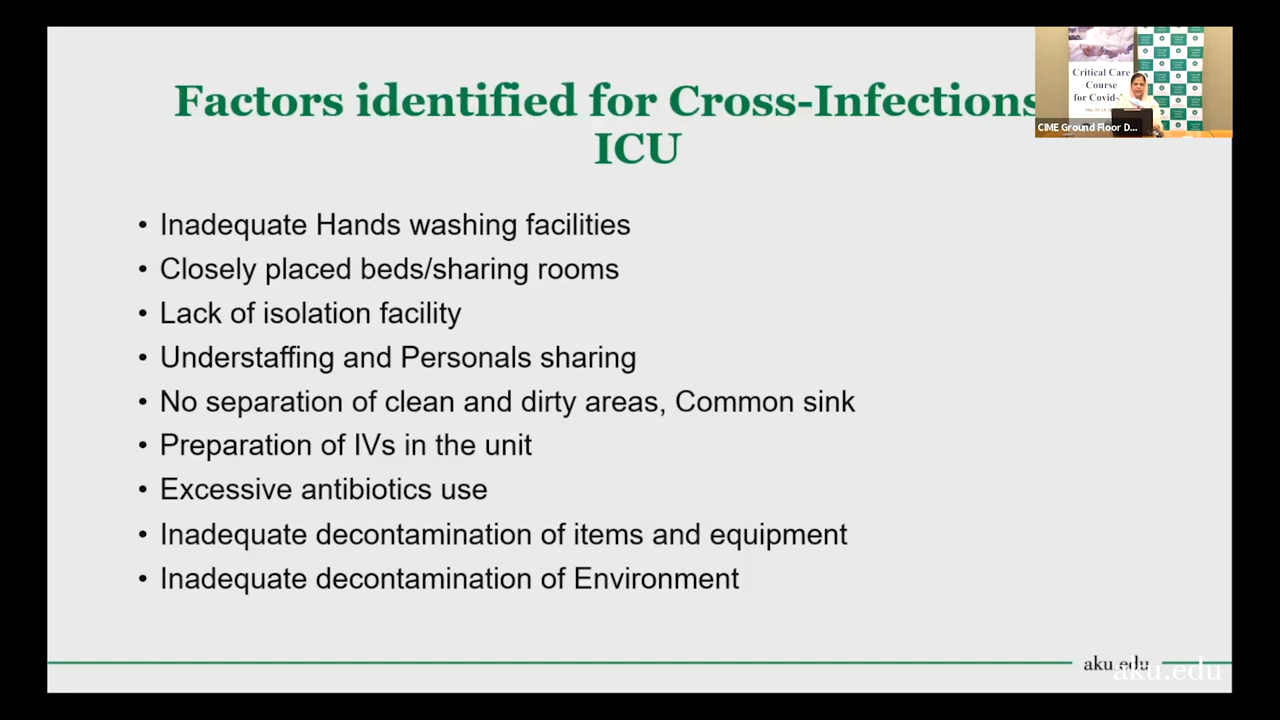 Factors identified for Cross-Infections
ICU
• Inadequate Hands washing facilities
• Closely placed beds/sharing rooms
• Lack of isolation facility
• Understaffing and Personals sharing
• No separation of clean and dirty areas, Common sink
• Preparation of IVs in the unit
• Excessive antibiotics use
• Inadequate decontamination of items and equipment
• Inadequate decontamination of Environment
Critical Care
Course
for Covid-
CIME Ground Floor D...
aku.edu
aku.edu